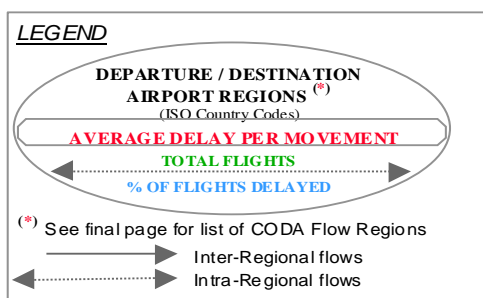 LEGEND
DEPARTURE / DESTINATION
AIRPORT REGIONS (*)
(ISO Country Codes)
AVERAGE DELAY PER MOVEMENT
TOTAL FLIGHTS
% OF FLIGHTS DELAYED
(*) See final page for list of CODA Flow Regions
Inter-Regional flows
Intra-Regional flows